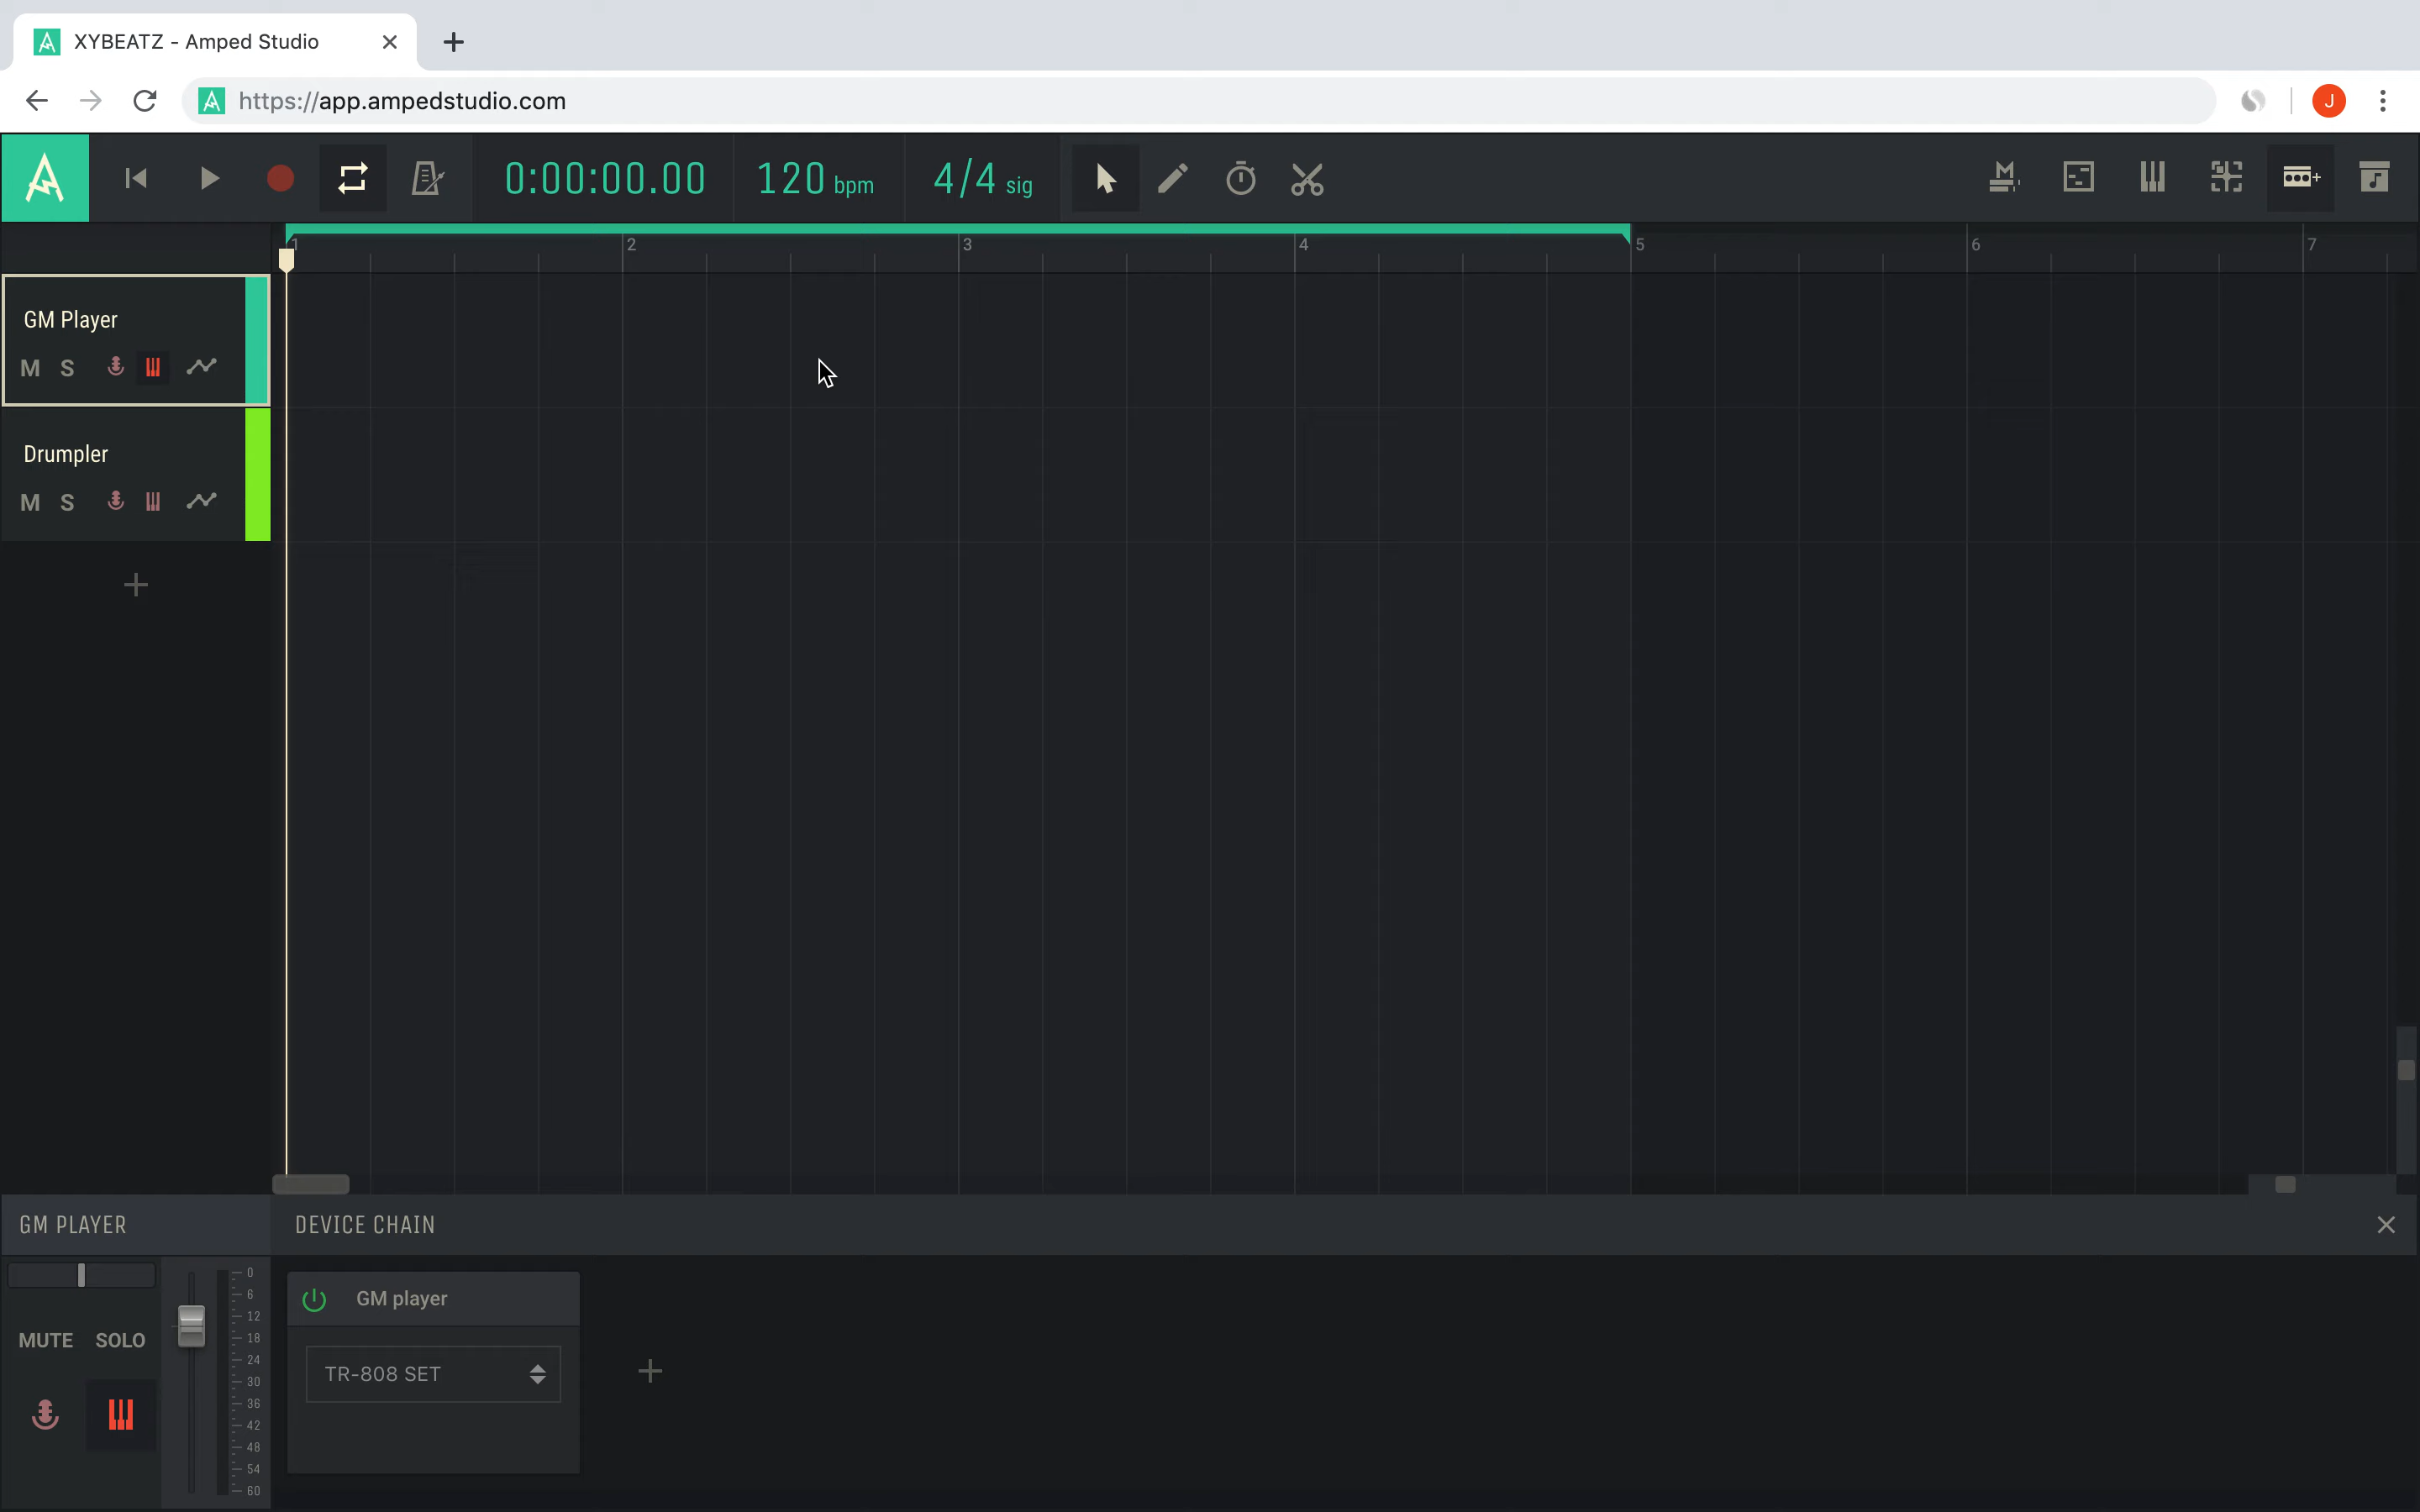 XYBEATZ - Amped Studio
https://app.ampedstudio.com
J
0:00:00.00
120 bpm
4/4 sig
M
1
2
3
4
5
6
7
GM Player
M S
Drumpler
M S
GM PLAYER
DEVICE CHAIN
MUTE SOLO
0
6
12
18
24
30
36
42
48
54
60
GM player
TR-808 SET